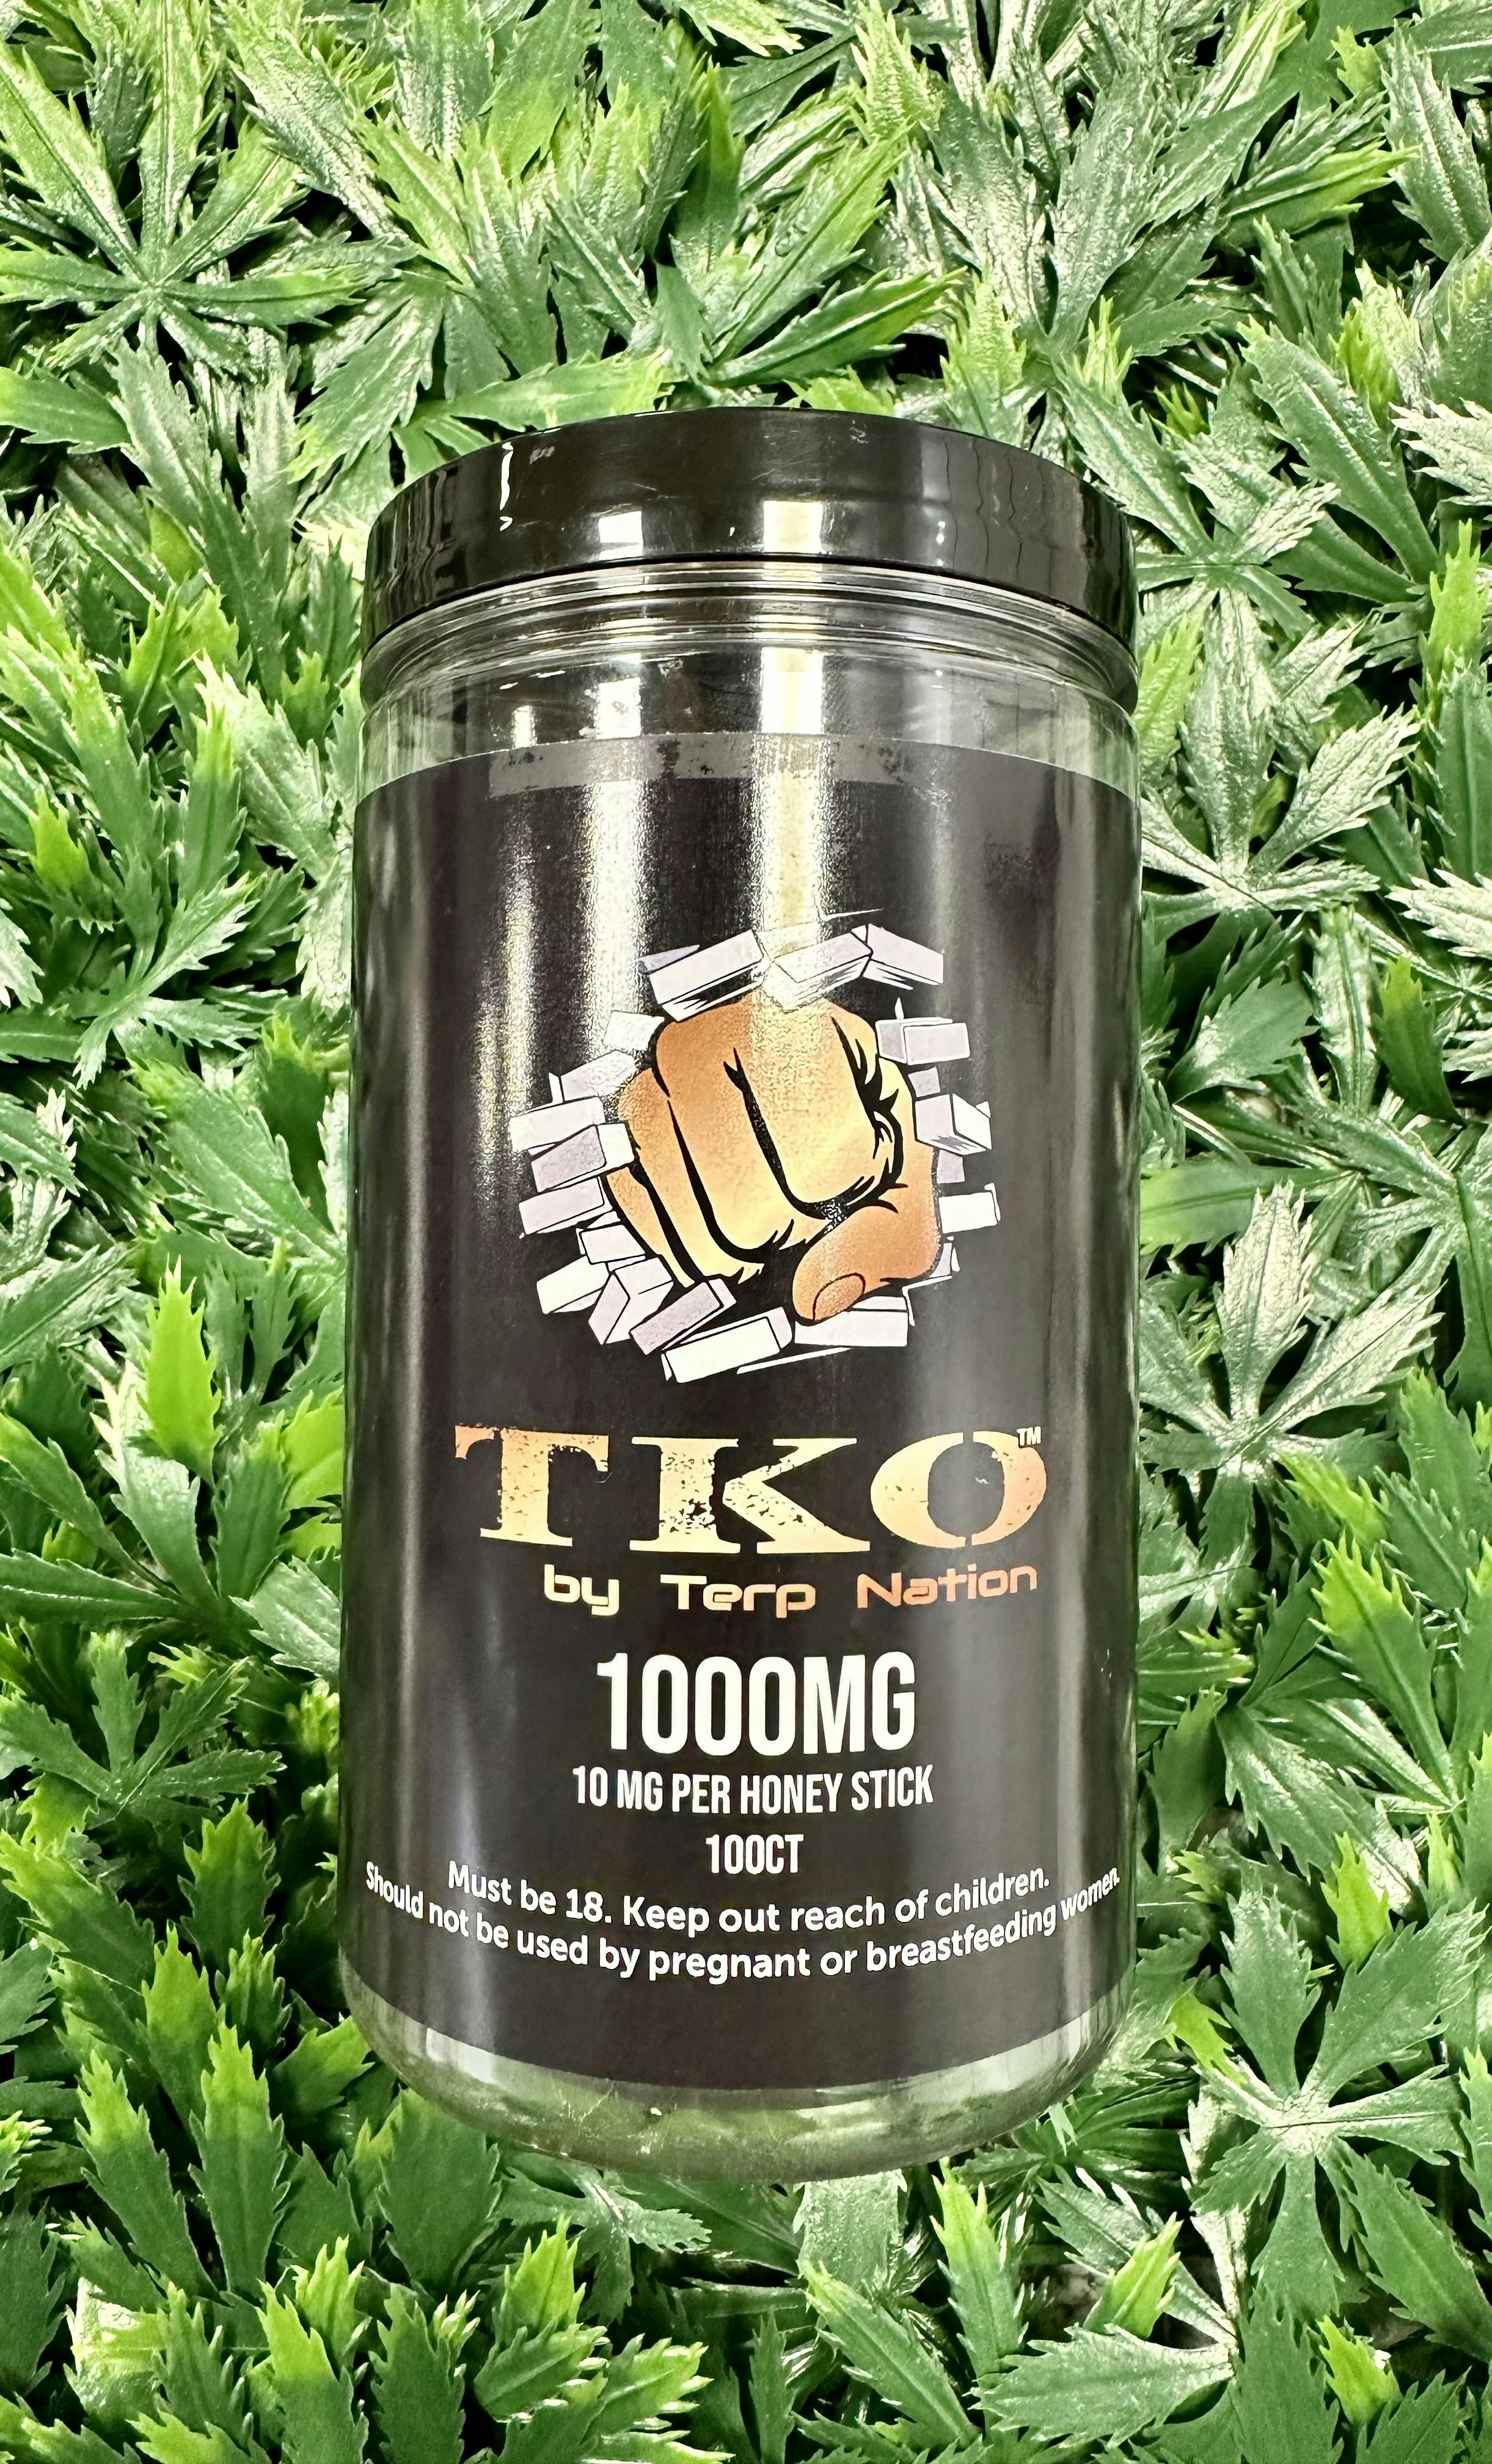 TKO™
by Terp Nation
1000MG
10 MG PER HONEY STICK
100CT
Must be 18. Keep out reach of children.
Should not be used by pregnant or breastfeeding women.